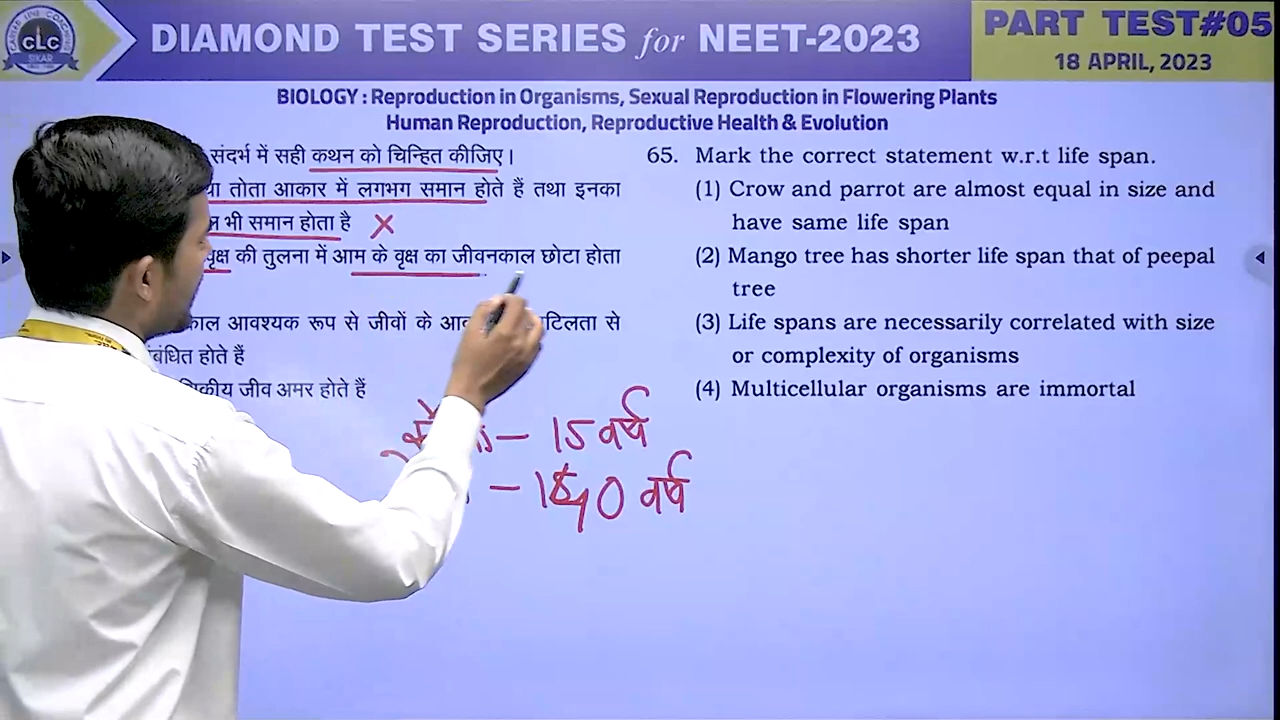 CLC
SIKAR
DIAMOND TEST SERIES for NEET-2023
PART TEST#05
18 APRIL, 2023
BIOLOGY : Reproduction in Organisms, Sexual Reproduction in Flowering Plants
Human Reproduction, Reproductive Health & Evolution
संदर्भ में सही कथन को चिन्हित कीजिए।
तोता आकार में लगभग समान होते हैं तथा इनका
भी समान होता है
वृक्ष की तुलना में आम के वृक्ष का जीवनकाल छोटा होता
आवश्यक रूप से जीवों के
होते हैं
जीव अमर होते हैं
65. Mark the correct statement w.r.t life span.
(1) Crow and parrot are almost equal in size and
have same life span
(2) Mango tree has shorter life span that of peepal
tree
(3) Life spans are necessarily correlated with size
or complexity of organisms
(4) Multicellular organisms are immortal
– 15 वर्ष
वर्ष